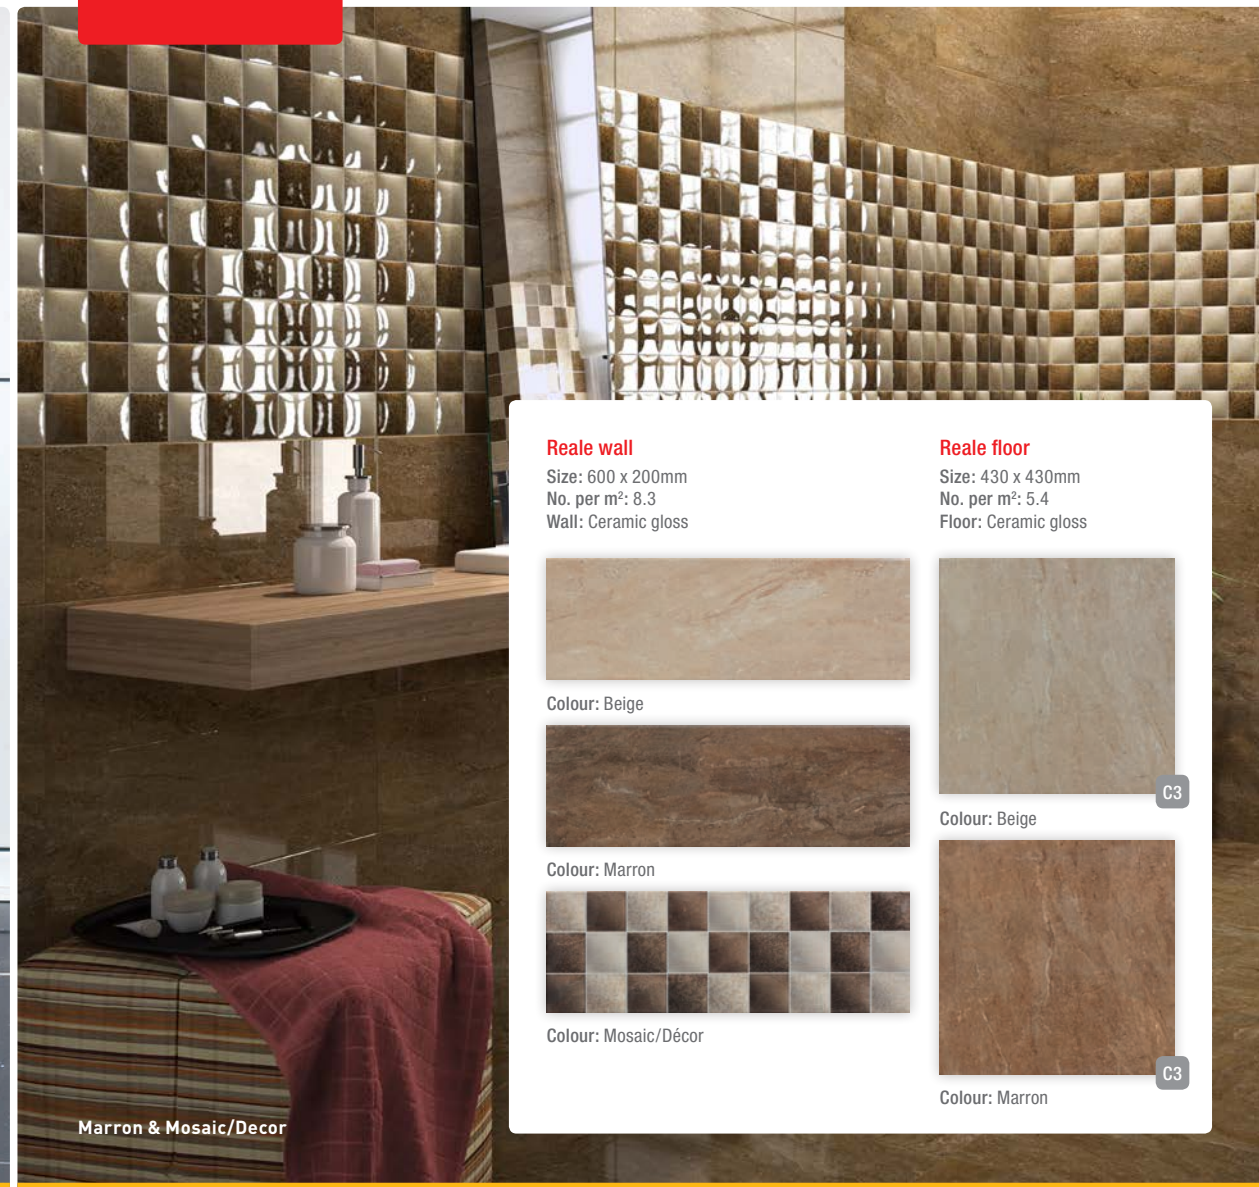 Reale wall
Size: 600 x 200mm
No. per m²: 8.3
Wall: Ceramic gloss
Colour: Beige
Colour: Marron
Colour: Mosaic/Décor
Reale floor
Size: 430 x 430mm
No. per m²: 5.4
Floor: Ceramic gloss
C3
Colour: Beige
C3
Colour: Marron
Marron & Mosaic/Decor